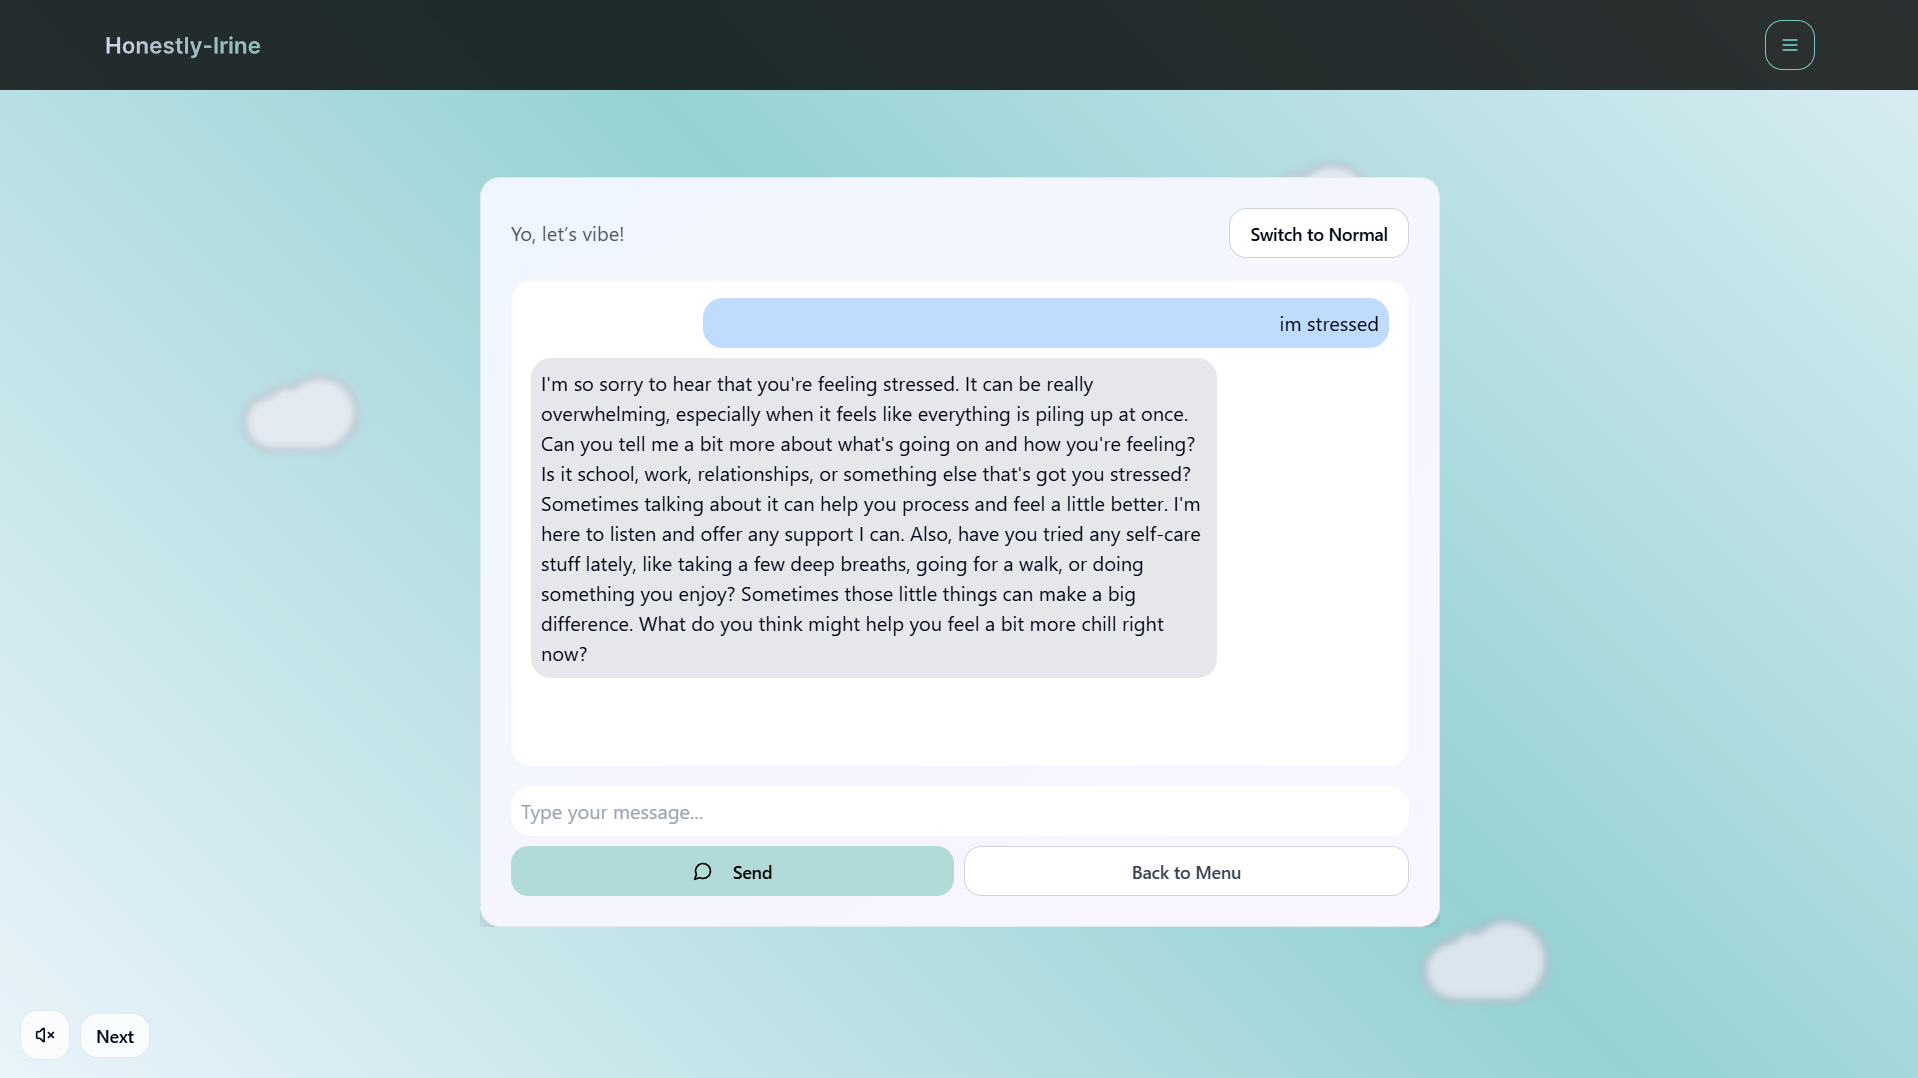 Honestly-Irine
Yo, let’s vibe!
Switch to Normal
im stressed
I'm so sorry to hear that you're feeling stressed. It can be really
overwhelming, especially when it feels like everything is piling up at once.
Can you tell me a bit more about what's going on and how you're feeling?
Is it school, work, relationships, or something else that's got you stressed?
Sometimes talking about it can help you process and feel a little better. I'm
here to listen and offer any support I can. Also, have you tried any self-care
stuff lately, like taking a few deep breaths, going for a walk, or doing
something you enjoy? Sometimes those little things can make a big
difference. What do you think might help you feel a bit more chill right
now?
Type your message...
Send
Back to Menu
Next